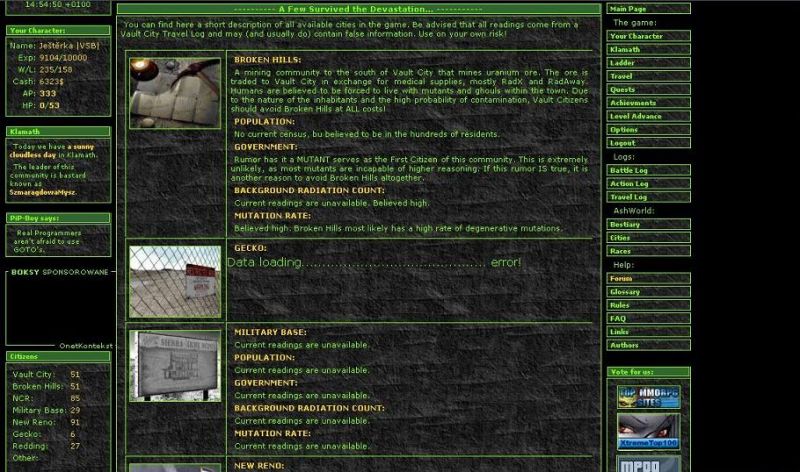 14:54:50 +0100
Your Character:
Name: Ještěrka |VSB|
Exp: 9104/10000
W/L: 235/158
Cash: 6323$
AP: 333
HP: 0/53
Klamath
Today we have a sunny
cloudless day in Klamath.
The leader of this
community is bastard
known as
SzmaragdowaMysz.
PiP-Boy says:
Real Programmers
aren't afraid to use
GOTO's.
BOKSY SPONSOROWANE
OnetKontekst
Citizens
Vault City: 51
Broken Hills: 51
NCR: 85
Military Base: 29
New Reno: 91
Gecko: 6
Redding: 27
Other:
---------- A Few Survived the Devastation... -----------
You can find here a short description of all available cities in the game. Be advised that all readings come from a
Vault City Travel Log and may (and usually do) contain false information. Use on your own risk!
BROKEN HILLS:
A mining community to the south of Vault City that mines uranium ore. The ore is
traded to Vault City in exchange for medical supplies, mostly RadX and RadAway.
Humans are believed to be forced to live with mutants and ghouls within the town. Due
to the nature of the inhabitants and the high probability of contamination, Vault Citizens
should avoid Broken Hills at ALL costs!
POPULATION:
No current census, bu believed to be in the hundreds of residents.
GOVERNMENT:
Rumor has it a MUTANT serves as the First Citizen of this community. This is extremely
unlikely, as most mutants are incapable of higher reasoning. If this rumor IS true, it is
another reason to avoid Broken Hills altogether.
BACKGROUND RADIATION COUNT:
Current readings are unavailable. Believed high.
MUTATION RATE:
Believed high. Broken Hills most likely has a high rate of degenerative mutations.
GECKO:
Data loading............................................. error!
MILITARY BASE:
Current readings are unavailable.
POPULATION:
Current readings are unavailable.
GOVERNMENT:
Current readings are unavailable.
BACKGROUND RADIATION COUNT:
Current readings are unavailable.
MUTATION RATE:
Current readings are unavailable.
NEW RENO:
Main Page
The game:
Your Character
Klamath
Ladder
Travel
Quests
Achievments
Level Advance
Options
Logout
Logs:
Battle Log
Action Log
Travel Log
AshWorld:
Bestiary
Cities
Races
Help:
Forum
Glossary
Rules
FAQ
Links
Authors
Vote for us:
TOP MMORPG
SITES
XtremeTop100